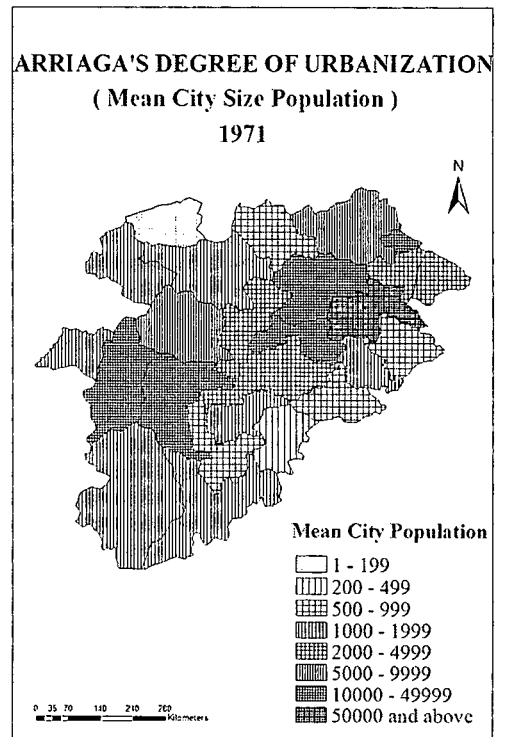 ARRIAGA'S DEGREE OF URBANIZATION
( Mean City Size Population )
1971
N
Mean City Population
1 - 199
200 - 499
500 - 999
1000 - 1999
2000 - 4999
5000 - 9999
10000 - 49999
50000 and above
0 35 70 140 210 280
Kilometers